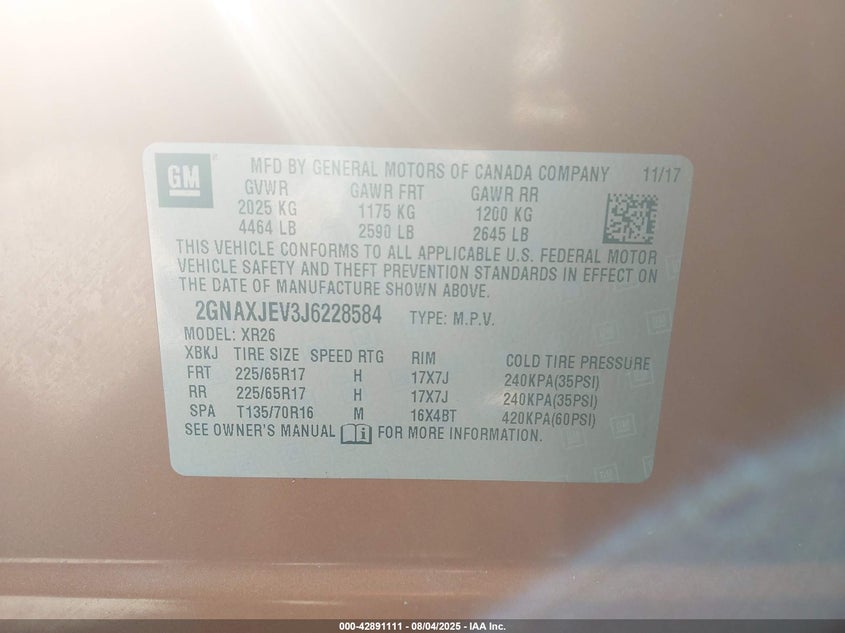 GM
MFD BY GENERAL MOTORS OF CANADA COMPANY 11/17
GVWR GAWR FRT GAWR RR
2025 KG 1175 KG 1200 KG
4464 LB 2590 LB 2645 LB
THIS VEHICLE CONFORMS TO ALL APPLICABLE U.S. FEDERAL MOTOR
VEHICLE SAFETY AND THEFT PREVENTION STANDARDS IN EFFECT ON
THE DATE OF MANUFACTURE SHOWN ABOVE.
2GNAXJEV3J6228584 TYPE: M.P.V.
MODEL: XR26
XBKJ TIRE SIZE SPEED RTG RIM COLD TIRE PRESSURE
FRT 225/65R17 H 17X7J 240KPA(35PSI)
RR 225/65R17 H 17X7J 240KPA(35PSI)
SPA T135/70R16 M 16X4BT 420KPA(60PSI)
SEE OWNER'S MANUAL FOR MORE INFORMATION.
000-42891111 - 08/04/2025 - IAA Inc.